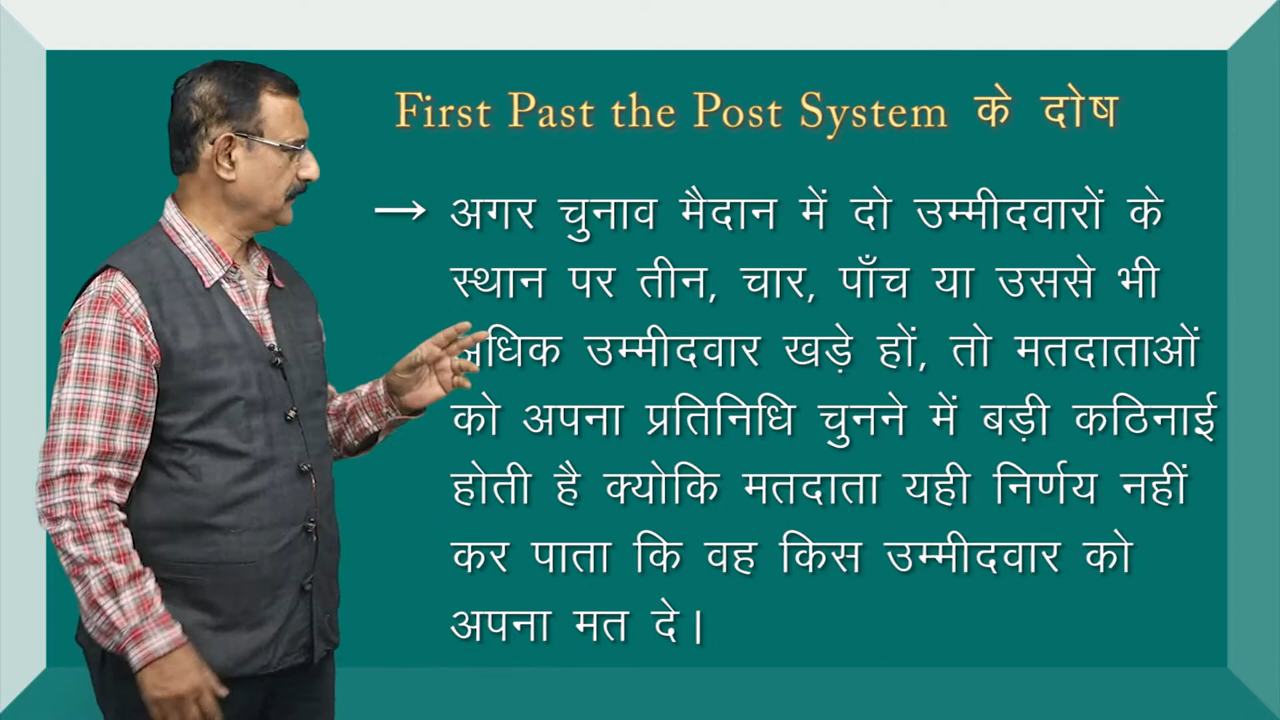 First Past the Post System के दोष
→ अगर चुनाव मैदान में दो उम्मीदवारों के
स्थान पर तीन, चार, पाँच या उससे भी
अधिक उम्मीदवार खड़े हों, तो मतदाताओं
को अपना प्रतिनिधि चुनने में बड़ी कठिनाई
होती है क्योकि मतदाता यही निर्णय नहीं
कर पाता कि वह किस उम्मीदवार को
अपना मत दे।